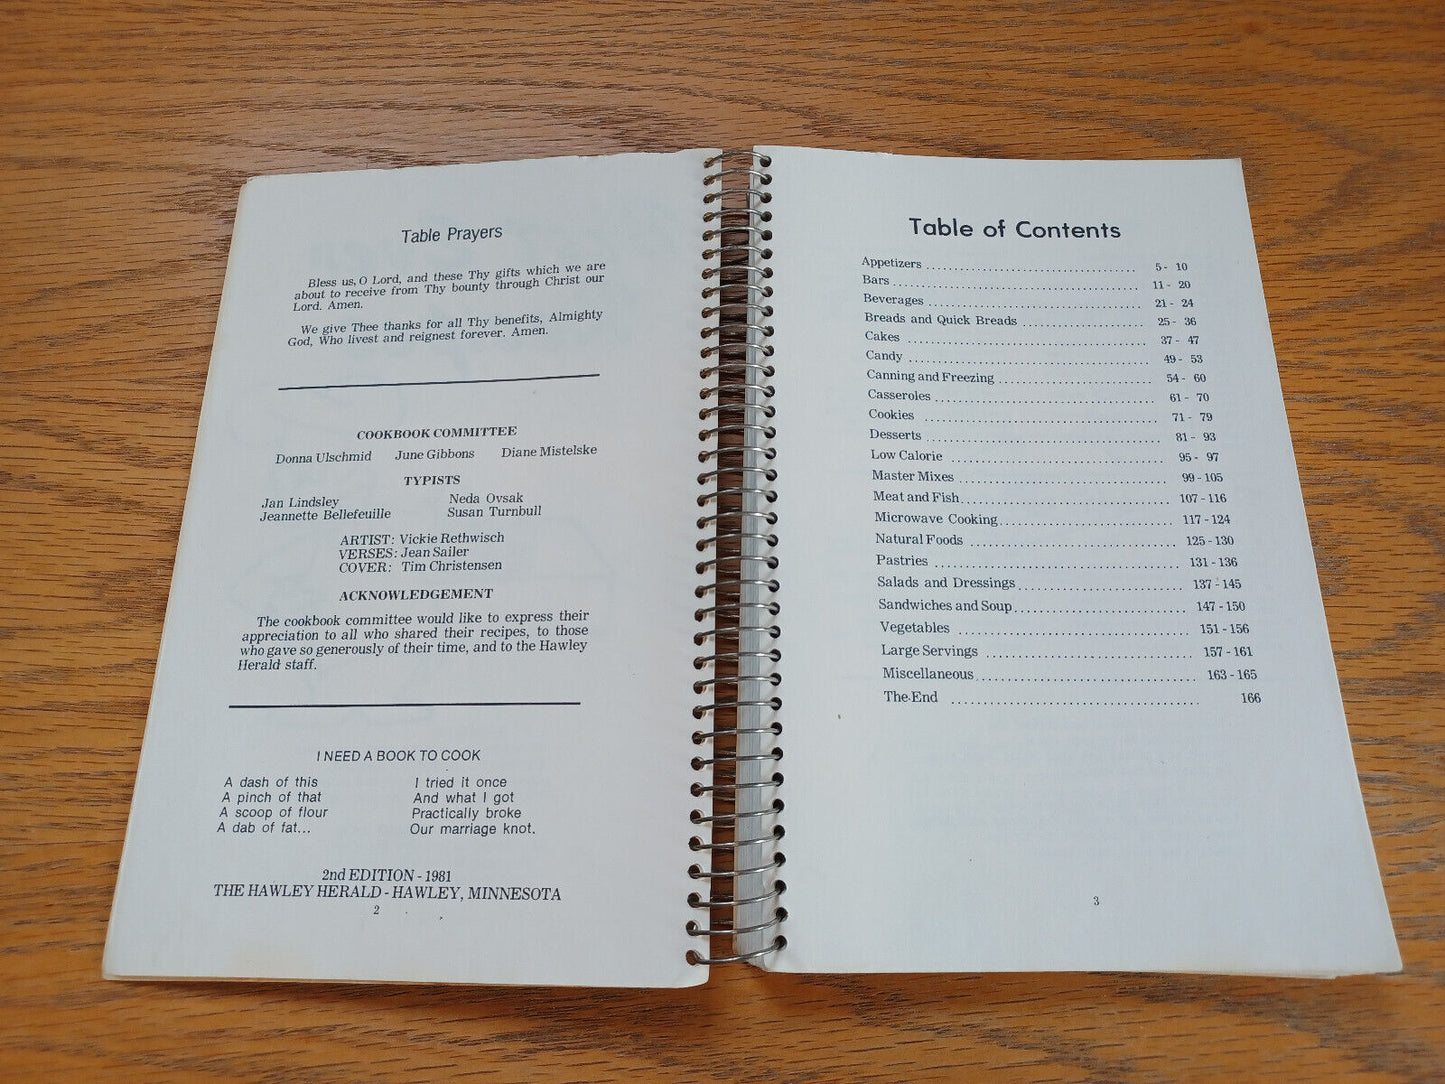 Table Prayers
Bless us, O Lord, and these Thy gifts which we are
about to receive from Thy bounty through Christ our
Lord. Amen.
We give Thee thanks for all Thy benefits, Almighty
God, Who livest and reignest forever. Amen.
COOKBOOK COMMITTEE
Donna Ulschmid June Gibbons Diane Mistelske
TYPISTS
Jan Lindsley Neda Ovsak
Jeannette Bellefeuille Susan Turnbull
ARTIST: Vickie Rethwisch
VERSES: Jean Sailer
COVER: Tim Christensen
ACKNOWLEDGEMENT
The cookbook committee would like to express their
appreciation to all who shared their recipes, to those
who gave so generously of their time, and to the Hawley
Herald staff.
I NEED A BOOK TO COOK
A dash of this
A pinch of that
A scoop of flour
A dab of fat...
I tried it once
And what I got
Practically broke
Our marriage knot.
2nd EDITION - 1981
THE HAWLEY HERALD - HAWLEY, MINNESOTA
2
Table of Contents
Appetizers 5 - 10
Bars 11 - 20
Beverages 21 - 24
Breads and Quick Breads 25 - 36
Cakes 37 - 47
Candy 49 - 53
Canning and Freezing 54 - 60
Casseroles 61 - 70
Cookies 71 - 79
Desserts 81 - 93
Low Calorie 95 - 97
Master Mixes 99 - 105
Meat and Fish 107 - 116
Microwave Cooking 117 - 124
Natural Foods 125 - 130
Pastries 131 - 136
Salads and Dressings 137 - 145
Sandwiches and Soup 147 - 150
Vegetables 151 - 156
Large Servings 157 - 161
Miscellaneous 163 - 165
The End 166
3